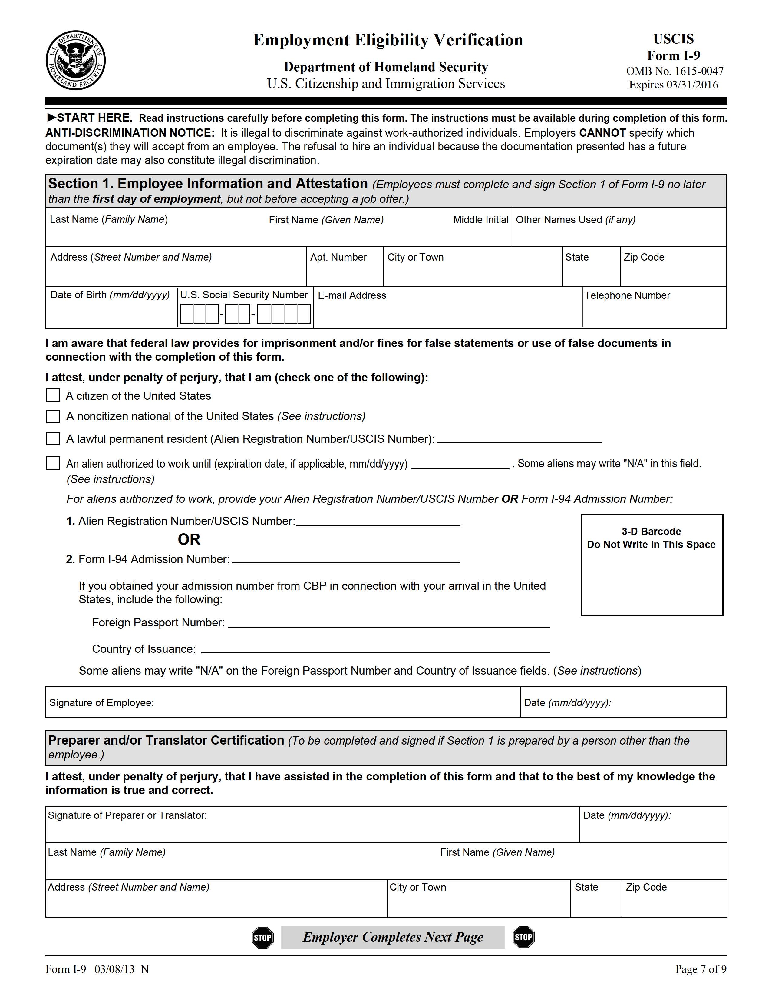 U.S. DEPARTMENT OF HOMELAND SECURITY
Employment Eligibility Verification
Department of Homeland Security
U.S. Citizenship and Immigration Services
USCIS
Form I-9
OMB No. 1615-0047
Expires 03/31/2016
►START HERE. Read instructions carefully before completing this form. The instructions must be available during completion of this form.
ANTI-DISCRIMINATION NOTICE: It is illegal to discriminate against work-authorized individuals. Employers CANNOT specify which
document(s) they will accept from an employee. The refusal to hire an individual because the documentation presented has a future
expiration date may also constitute illegal discrimination.
Section 1. Employee Information and Attestation (Employees must complete and sign Section 1 of Form I-9 no later
than the first day of employment, but not before accepting a job offer.)
Last Name (Family Name) First Name (Given Name) Middle Initial Other Names Used (if any)
Address (Street Number and Name) Apt. Number City or Town State Zip Code
Date of Birth (mm/dd/yyyy) U.S. Social Security Number E-mail Address Telephone Number
- -
I am aware that federal law provides for imprisonment and/or fines for false statements or use of false documents in
connection with the completion of this form.
I attest, under penalty of perjury, that I am (check one of the following):
A citizen of the United States
A noncitizen national of the United States (See instructions)
A lawful permanent resident (Alien Registration Number/USCIS Number):
An alien authorized to work until (expiration date, if applicable, mm/dd/yyyy) . Some aliens may write "N/A" in this field.
(See instructions)
For aliens authorized to work, provide your Alien Registration Number/USCIS Number OR Form I-94 Admission Number:
1. Alien Registration Number/USCIS Number:
OR
2. Form I-94 Admission Number:
3-D Barcode
Do Not Write in This Space
If you obtained your admission number from CBP in connection with your arrival in the United
States, include the following:
Foreign Passport Number:
Country of Issuance:
Some aliens may write "N/A" on the Foreign Passport Number and Country of Issuance fields. (See instructions)
Signature of Employee: Date (mm/dd/yyyy):
Preparer and/or Translator Certification (To be completed and signed if Section 1 is prepared by a person other than the
employee.)
I attest, under penalty of perjury, that I have assisted in the completion of this form and that to the best of my knowledge the
information is true and correct.
Signature of Preparer or Translator: Date (mm/dd/yyyy):
Last Name (Family Name) First Name (Given Name)
Address (Street Number and Name) City or Town State Zip Code
STOP Employer Completes Next Page STOP
Form I-9 03/08/13 N Page 7 of 9